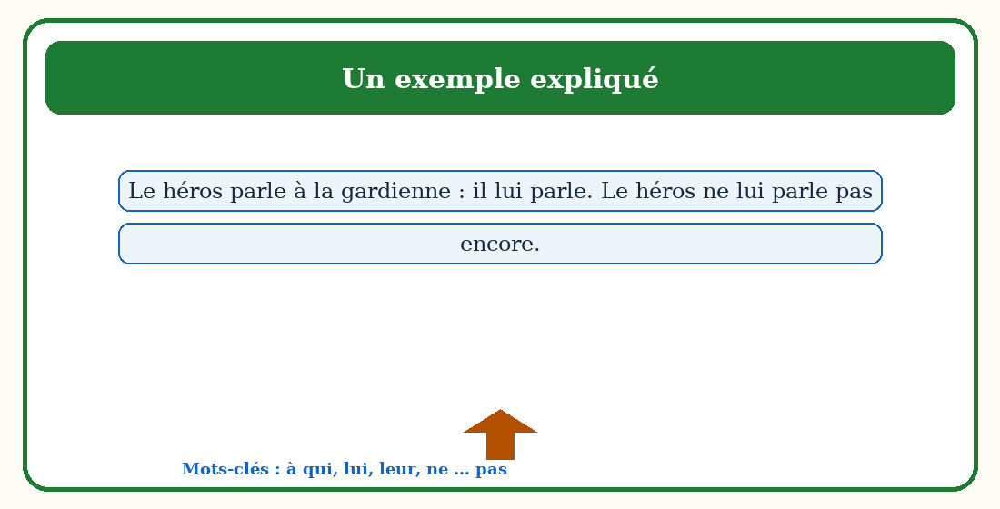 Un exemple expliqué
Le héros parle à la gardienne : il lui parle. Le héros ne lui parle pas
encore.
Mots-clés : à qui, lui, leur, ne ... pas